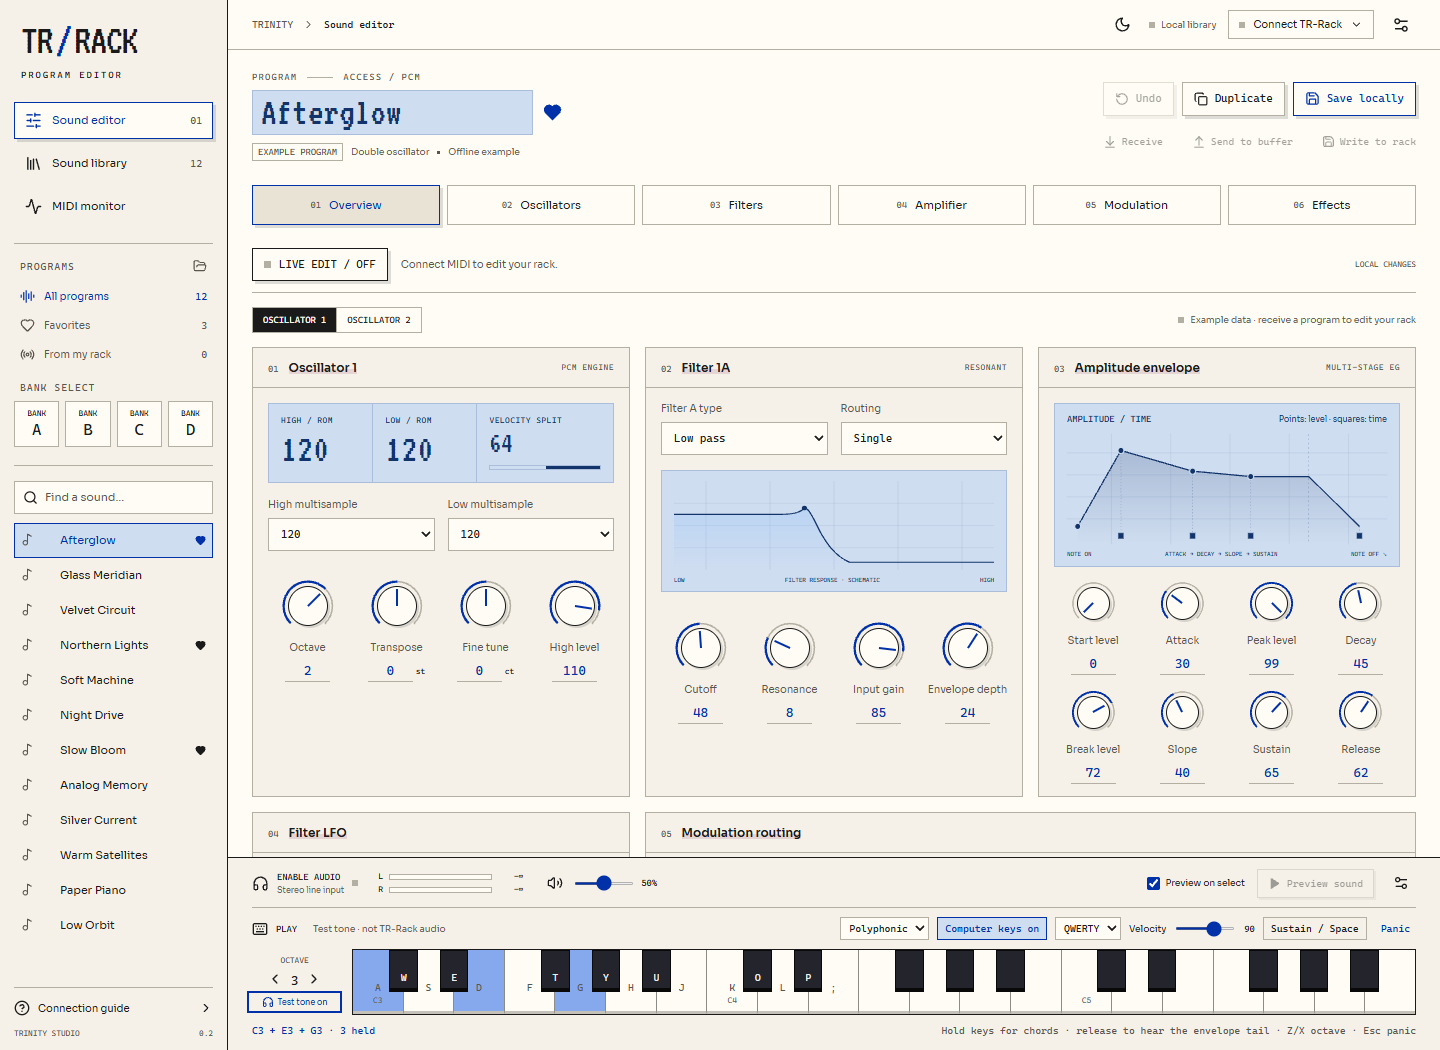 TR/RACK
PROGRAM EDITOR
Sound editor 01
Sound library 12
MIDI monitor
PROGRAMS
All programs 12
Favorites 3
From my rack 0
BANK SELECT
BANK BANK BANK BANK
A B C D
Find a sound...
Afterglow
Glass Meridian
Velvet Circuit
Northern Lights
Soft Machine
Night Drive
Slow Bloom
Analog Memory
Silver Current
Warm Satellites
Paper Piano
Low Orbit
Connection guide
TRINITY STUDIO 0.2
TRINITY > Sound editor
Local library Connect TR-Rack
PROGRAM — ACCESS / PCM
Afterglow
EXAMPLE PROGRAM Double oscillator ▪ Offline example
Undo Duplicate Save locally
Receive Send to buffer Write to rack
01 Overview 02 Oscillators 03 Filters 04 Amplifier 05 Modulation 06 Effects
LIVE EDIT / OFF Connect MIDI to edit your rack. LOCAL CHANGES
OSCILLATOR 1 OSCILLATOR 2 Example data · receive a program to edit your rack
01 Oscillator 1 PCM ENGINE
HIGH / ROM LOW / ROM VELOCITY SPLIT
120 120 64
High multisample Low multisample
120 120
Octave Transpose Fine tune High level
2 0 st 0 ct 110
02 Filter 1A RESONANT
Filter A type Routing
Low pass Single
LOW FILTER RESPONSE · SCHEMATIC HIGH
Cutoff Resonance Input gain Envelope depth
48 8 85 24
03 Amplitude envelope MULTI-STAGE EG
AMPLITUDE / TIME Points: level · squares: time
NOTE ON ATTACK → DECAY → SLOPE → SUSTAIN NOTE OFF ↘
Start level Attack Peak level Decay
0 30 99 45
Break level Slope Sustain Release
72 40 65 62
04 Filter LFO
05 Modulation routing
ENABLE AUDIO
Stereo line input
L -∞
R -∞
50%
Preview on select Preview sound
PLAY Test tone · not TR-Rack audio
Polyphonic Computer keys on QWERTY Velocity 90 Sustain / Space Panic
OCTAVE
3
Test tone on
W E T Y U O P
A S D F G H J K L ;
C3 C4 C5
C3 + E3 + G3 · 3 held
Hold keys for chords · release to hear the envelope tail · Z/X octave · Esc panic